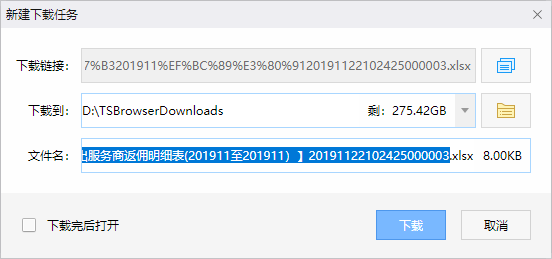 新建下载任务
下载链接： 7%B3201911%EF%BC%89%E3%80%91201911221024​25000003.xlsx
下载到： D:\TSBrowserDownloads 剩：275.42GB
文件名： 服务商返佣明细表(201911至201911）】20191122102425000003.xlsx 8.00KB
下载完后打开 下载 取消